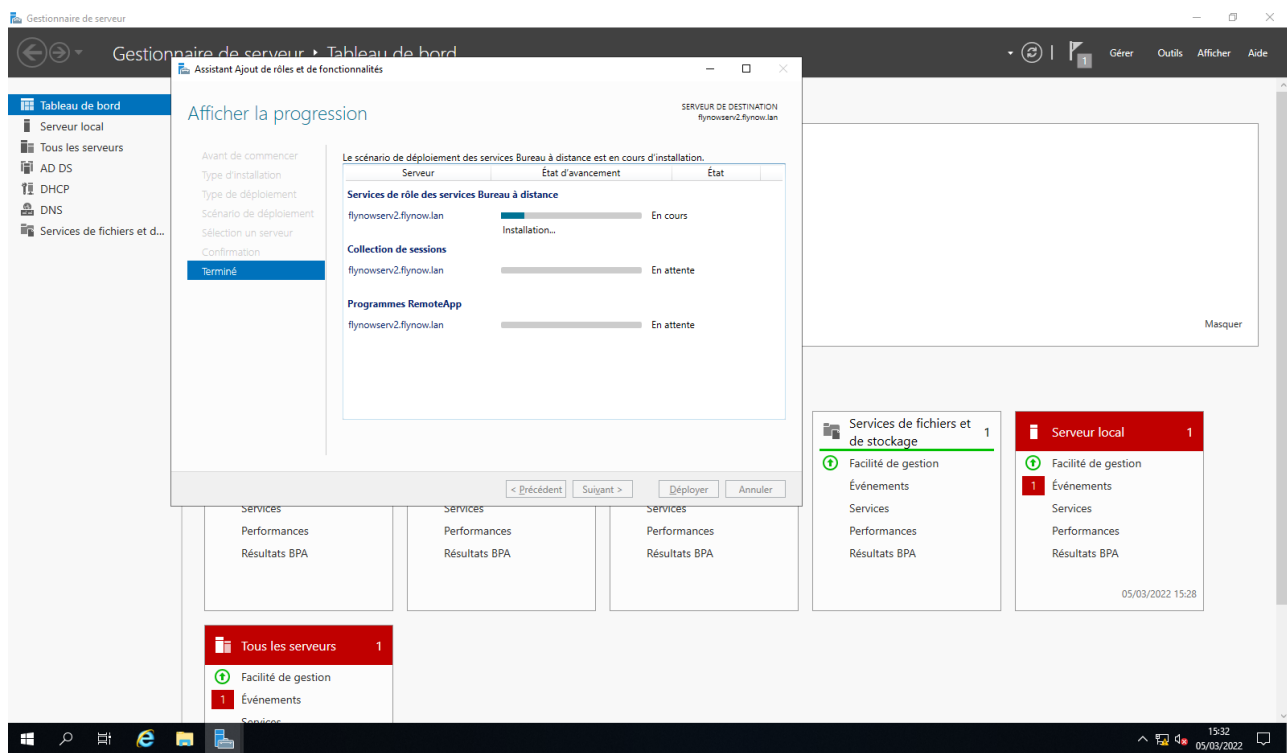 Gestionnaire de serveur
Gestionnaire de serveur • Tableau de bord
1
Gérer
Outils
Afficher
Aide
Tableau de bord
Serveur local
Tous les serveurs
AD DS
DHCP
DNS
Services de fichiers et d...
Assistant Ajout de rôles et de fonctionnalités
Afficher la progression
SERVEUR DE DESTINATION
flynowserv2.flynow.lan
Avant de commencer
Type d'installation
Type de déploiement
Scénario de déploiement
Sélection un serveur
Confirmation
Terminé
Le scénario de déploiement des services Bureau à distance est en cours d'installation.
Serveur État d'avancement État
Services de rôle des services Bureau à distance
flynowserv2.flynow.lan En cours
Installation...
Collection de sessions
flynowserv2.flynow.lan En attente
Programmes RemoteApp
flynowserv2.flynow.lan En attente
< Précédent
Suivant >
Déployer
Annuler
Masquer
Services
Performances
Résultats BPA
Services
Performances
Résultats BPA
Services
Performances
Résultats BPA
Services de fichiers et
de stockage
1
Facilité de gestion
Événements
Services
Performances
Résultats BPA
Serveur local 1
Facilité de gestion
1 Événements
Services
Performances
Résultats BPA
05/03/2022 15:28
Tous les serveurs 1
Facilité de gestion
1 Événements
Services
15:32
05/03/2022